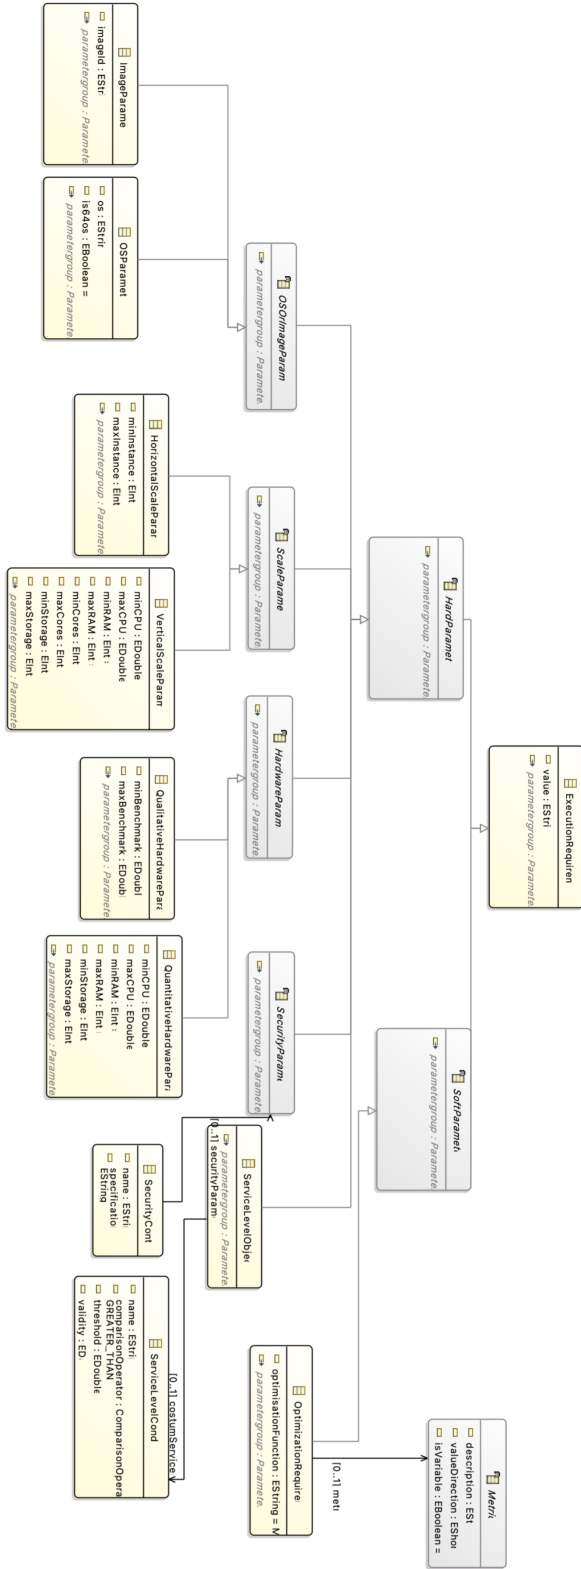 ExecutionRequiren
value : EStri
parametergroup : Paramete
HardParamet
parametergroup : Paramete
SoftParamet
parametergroup : Paramete
Metric
description : ESt
valueDirection : EShor
isVariable : EBoolean =
OSOrImageParam
parametergroup : Paramete
ScaleParame
parametergroup : Paramete
HardwareParam
parametergroup : Paramete
SecurityParam
parametergroup : Paramete
ServiceLevelObje
parametergroup : Paramete
OptimizationRequire
optimisationFunction : EString = M
parametergroup : Paramete
[0..1] metr
ImageParame
imageId : EStri
parametergroup : Paramete
OSParamet
os : EStrin
is64os : EBoolean =
parametergroup : Paramete
HorizontalScaleParar
minInstance : EInt
maxInstance : EInt
parametergroup : Paramete
VerticalScaleParam
minCPU : EDouble
maxCPU : EDouble
minRAM : EInt
maxRAM : EInt
minCores : EInt
maxCores : EInt
minStorage : EInt
maxStorage : EInt
parametergroup : Paramete
QualitativeHardwarePara
minBenchmark : EDoubl
maxBenchmark : EDoubl
parametergroup : Paramete
QuantitativeHardwarePar
minCPU : EDouble
maxCPU : EDouble
minRAM : EInt
maxRAM : EInt
minStorage : EInt
maxStorage : EInt
parametergroup : Paramete
[0..1] securityParam
SecurityCont
name : EStri
specificatio
EString
ServiceLevelCond
name : EStri
comparisonOperator : ComparisonOpera
GREATER_THAN
threshold : EDouble
validity : ED
[0..1] costumService